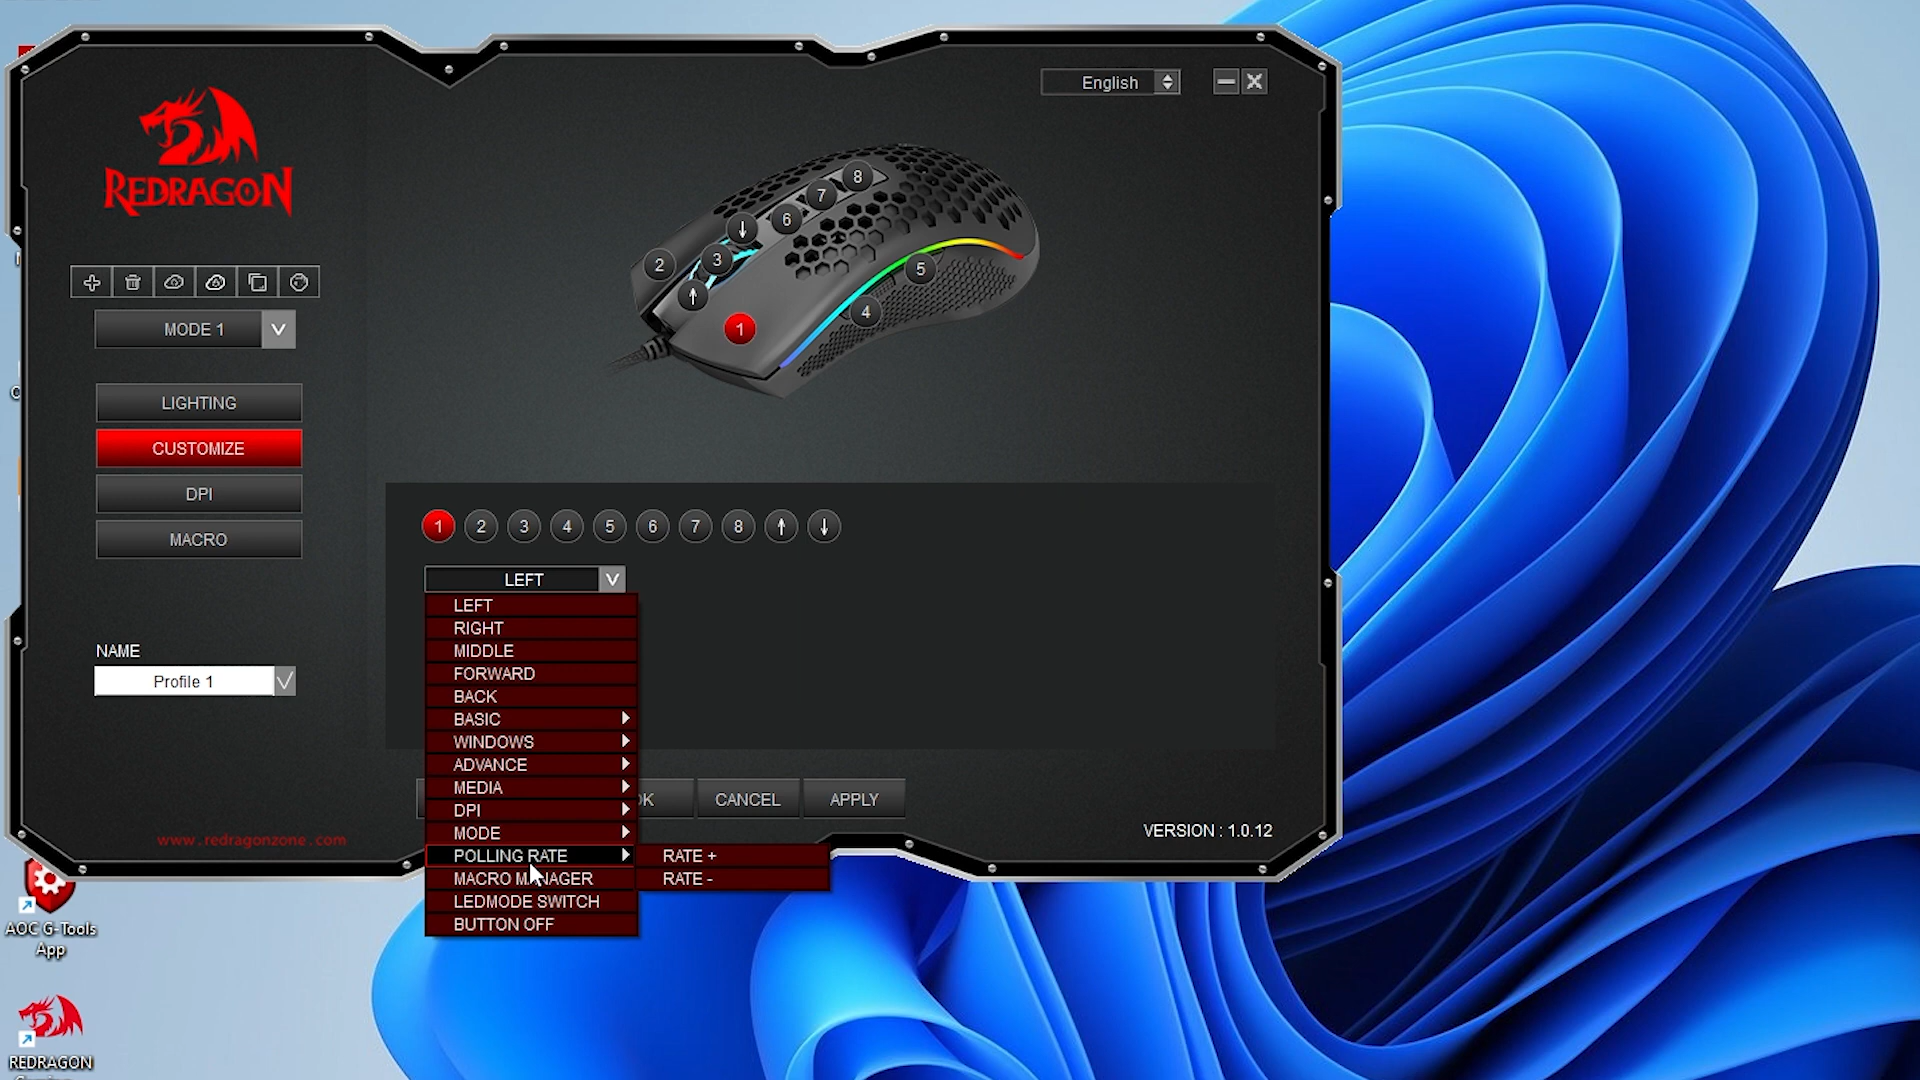 English
REDRAGON
8
7
6
↓
3
2
5
↑
4
1
MODE 1
V
LIGHTING
CUSTOMIZE
DPI
MACRO
1 2 3 4 5 6 7 8 ↑ ↓
LEFT V
LEFT
RIGHT
MIDDLE
FORWARD
BACK
BASIC
WINDOWS
ADVANCE
MEDIA
DPI
MODE
POLLING RATE
MACRO MANAGER
LEDMODE SWITCH
BUTTON OFF
RATE +
RATE -
NAME
Profile 1
CANCEL
APPLY
VERSION : 1.0.12
www.redragonzone.com
AOC G-Tools
App
REDRAGON